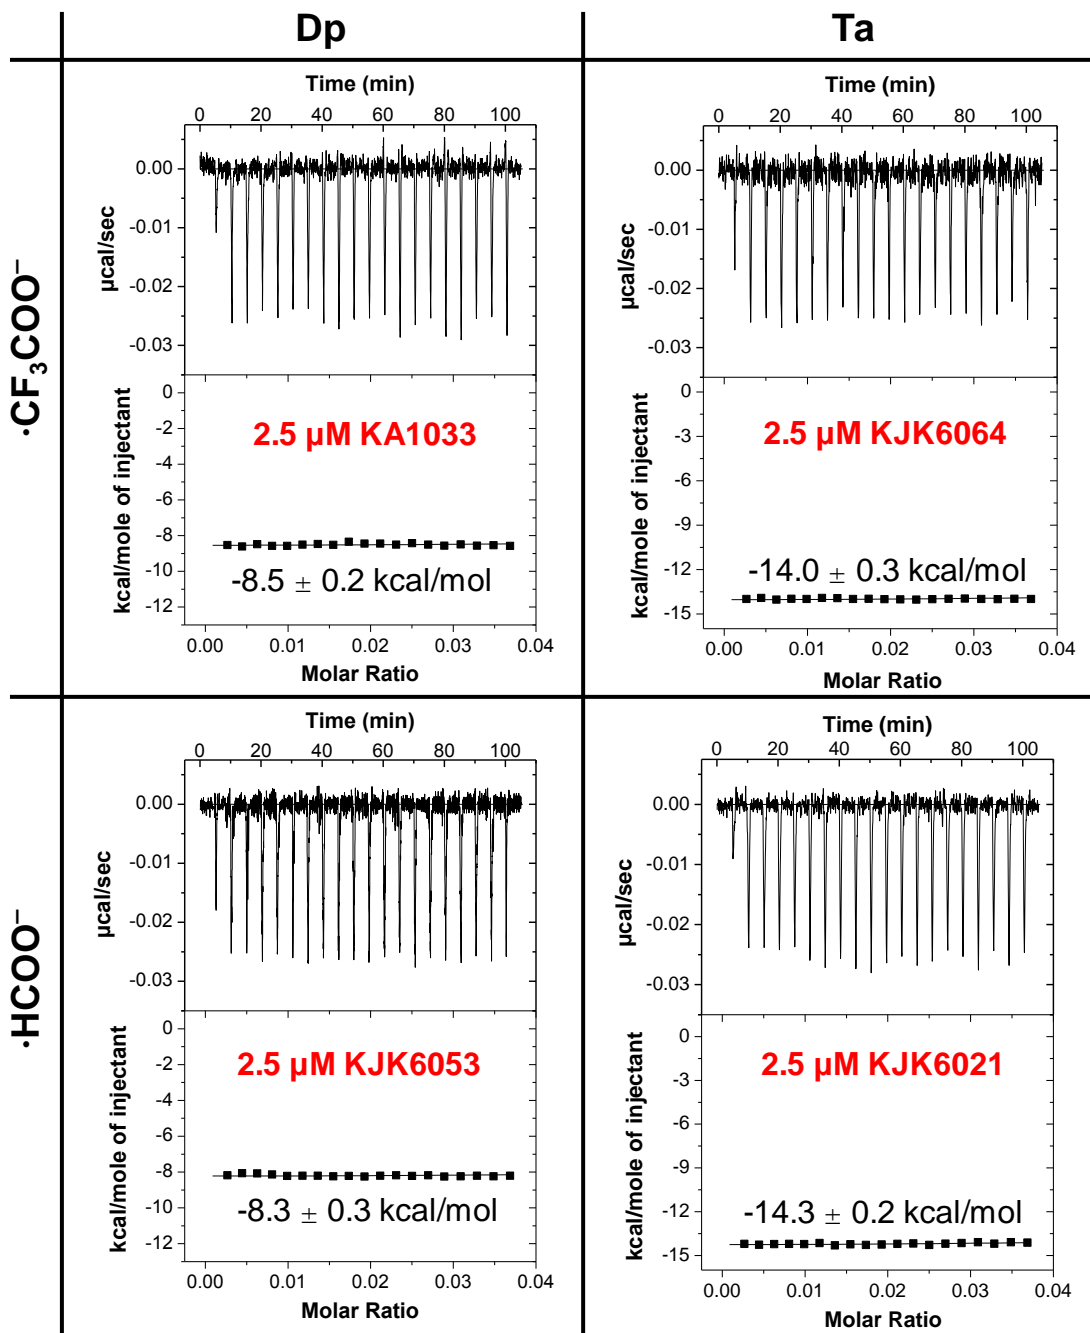 Dp
Ta
·CF₃COO⁻
Time (min)
0 20 40 60 80 100
0.00
-0.01
-0.02
-0.03
µcal/sec
0
-2
-4
-6
-8
-10
-12
kcal/mole of injectant
2.5 µM KA1033
-8.5 ± 0.2 kcal/mol
0.00 0.01 0.02 0.03 0.04
Molar Ratio
Time (min)
0 20 40 60 80 100
0.00
-0.01
-0.02
-0.03
µcal/sec
0
-3
-6
-9
-12
-15
kcal/mole of injectant
2.5 µM KJK6064
-14.0 ± 0.3 kcal/mol
0.00 0.01 0.02 0.03 0.04
Molar Ratio
·HCOO⁻
Time (min)
0 20 40 60 80 100
0.00
-0.01
-0.02
-0.03
µcal/sec
0
-2
-4
-6
-8
-10
-12
kcal/mole of injectant
2.5 µM KJK6053
-8.3 ± 0.3 kcal/mol
0.00 0.01 0.02 0.03 0.04
Molar Ratio
Time (min)
0 20 40 60 80 100
0.00
-0.01
-0.02
-0.03
µcal/sec
0
-3
-6
-9
-12
-15
kcal/mole of injectant
2.5 µM KJK6021
-14.3 ± 0.2 kcal/mol
0.00 0.01 0.02 0.03 0.04
Molar Ratio